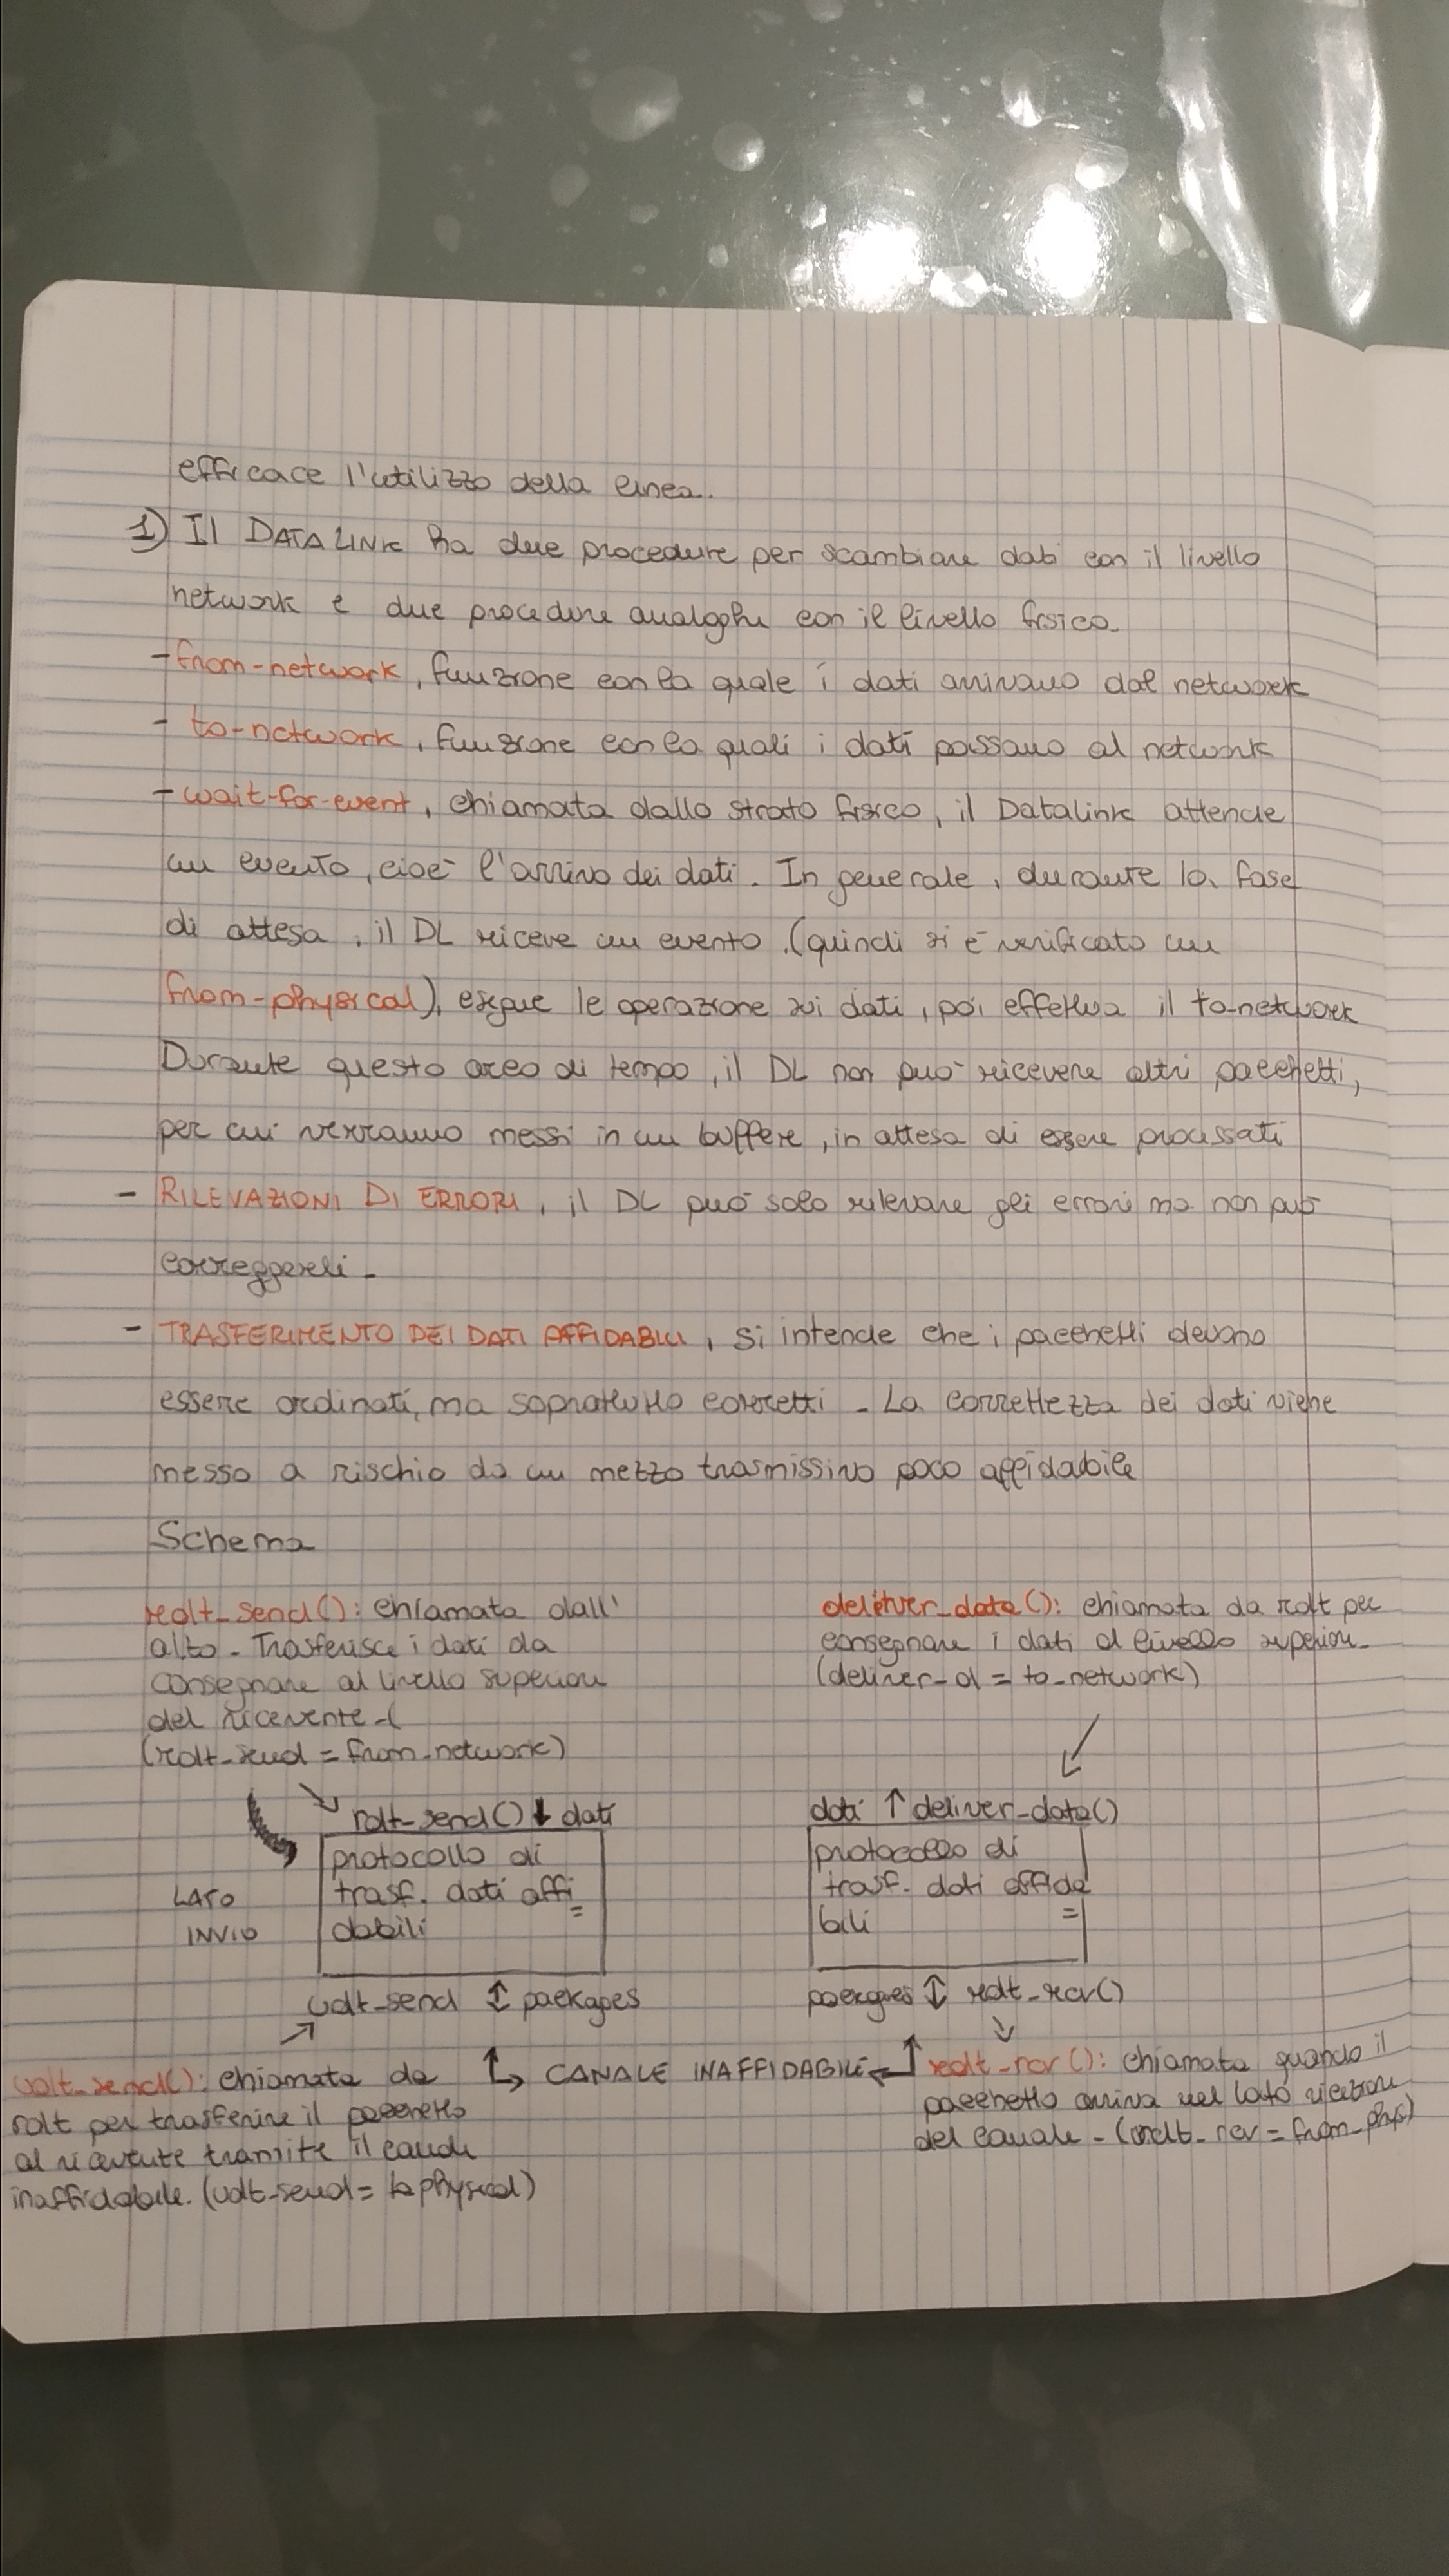 efficace l'utilizzo della linea.
1) Il DATALINK ha due procedure per scambiare dati con il livello
network e due procedure analoghe con il livello fisico.
- from-network, funzione con la quale i dati arrivano dal network
- to-network, funzione con la quali i dati passano al network
- wait-for-event, chiamata dallo strato fisico, il Datalink attende
un evento, cioè l'arrivo dei dati. In generale, durante la fase
di attesa, il DL riceve un evento (quindi si è verificato un
from-physical), esegue le operazione sui dati, poi effettua il to-network
Durante questo arco di tempo, il DL non può ricevere altri pacchetti,
per cui verranno messi in un buffere, in attesa di essere processati
- RILEVAZIONI DI ERRORI, il DL può solo rilevare gli errori ma non può
correggereli.
- TRASFERIMENTO DEI DATI AFFIDABILI, si intende che i pacchetti devono
essere ordinati, ma soprattutto corretti. La correttezza dei dati viene
messo a rischio da un mezzo trasmissivo poco affidabile
Schema
rdt_send(): chiamata dall'
alto. Trasferisce i dati da
consegnare al livello superiore
del ricevente.(
(rdt_send = from_network)
deliver_data(): chiamata da rdt per
consegnare i dati al livello superiore.
(deliver_d = to_network)
rdt_send() ↓ dati
protocollo di
trasf. dati affi=
dabili
LATO
INVIO
udt_send ↕ packages
dati ↑ deliver_data()
protocollo di
trasf. dati affida=
bili
packages ↕ rdt_rcv()
CANALE INAFFIDABILE
udt_send(): chiamata da
rdt per trasferire il pacchetto
al ricevente tramite il canale
inaffidabile. (udt_send = to physical)
rdt_rcv(): chiamata quando il
pacchetto arriva nel lato ricezione
del canale. (rdt_rcv = from_phys)